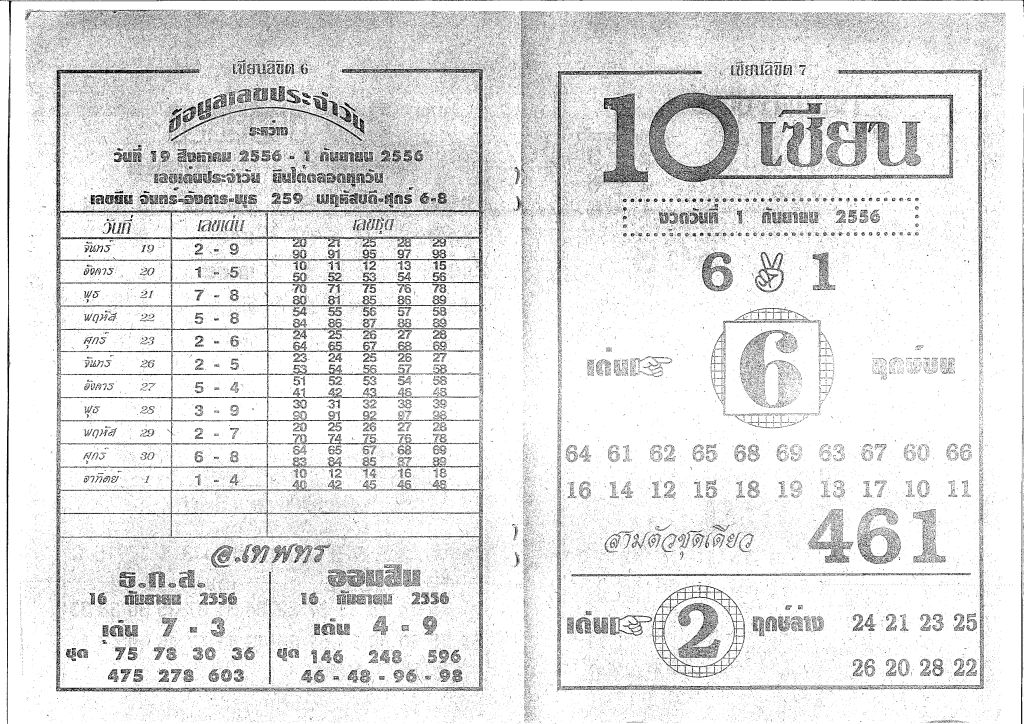 เซียนลิขิต 6
ข้อมูลเลขประจำวัน
ระหว่าง
วันที่ 19 สิงหาคม 2556 - 1 กันยายน 2556
เลขเด่นประจำวัน ยืนได้ตลอดทุกวัน
เลขยืน จันทร์-อังคาร-พุธ 259 พฤหัสบดี-ศุกร์ 6-8
วันที่ เลขเด่น เลขชุด
จันทร์ 19 2 - 9 20 21 25 28 29
90 91 95 97 98
อังคาร 20 1 - 5 10 11 12 13 15
50 52 53 54 56
พุธ 21 7 - 8 70 71 75 76 78
80 81 85 86 89
พฤหัส 22 5 - 8 54 55 56 57 58
84 86 87 88 89
ศุกร์ 23 2 - 6 24 25 26 27 28
64 65 67 68 69
จันทร์ 26 2 - 5 23 24 25 26 27
53 54 56 57 58
อังคาร 27 5 - 4 51 52 53 54 58
41 42 43 46 48
พุธ 28 3 - 9 30 31 32 38 39
90 91 92 97 98
พฤหัส 29 2 - 7 20 25 26 27 28
70 74 75 76 78
ศุกร์ 30 6 - 8 64 65 67 68 69
83 84 85 87 89
อาทิตย์ 1 1 - 4 10 12 14 16 18
40 42 45 46 48
อ.เทพทร
ธ.ก.ส.
16 กันยายน 2556
เด่น 7 - 3
ชุด 75 78 30 36
475 278 603
ออมสิน
16 กันยายน 2556
เด่น 4 - 9
ชุด 146 248 596
46 - 48 - 96 - 98
เซียนลิขิต 7
10 เซียน
งวดวันที่ 1 กันยายน 2556
6 1
เด่น 6 ฤกษ์บน
64 61 62 65 68 69 63 67 60 66
16 14 12 15 18 19 13 17 10 11
สามตัวชุดเดียว 461
เด่น 2 ฤกษ์ล่าง 24 21 23 25
26 20 28 22